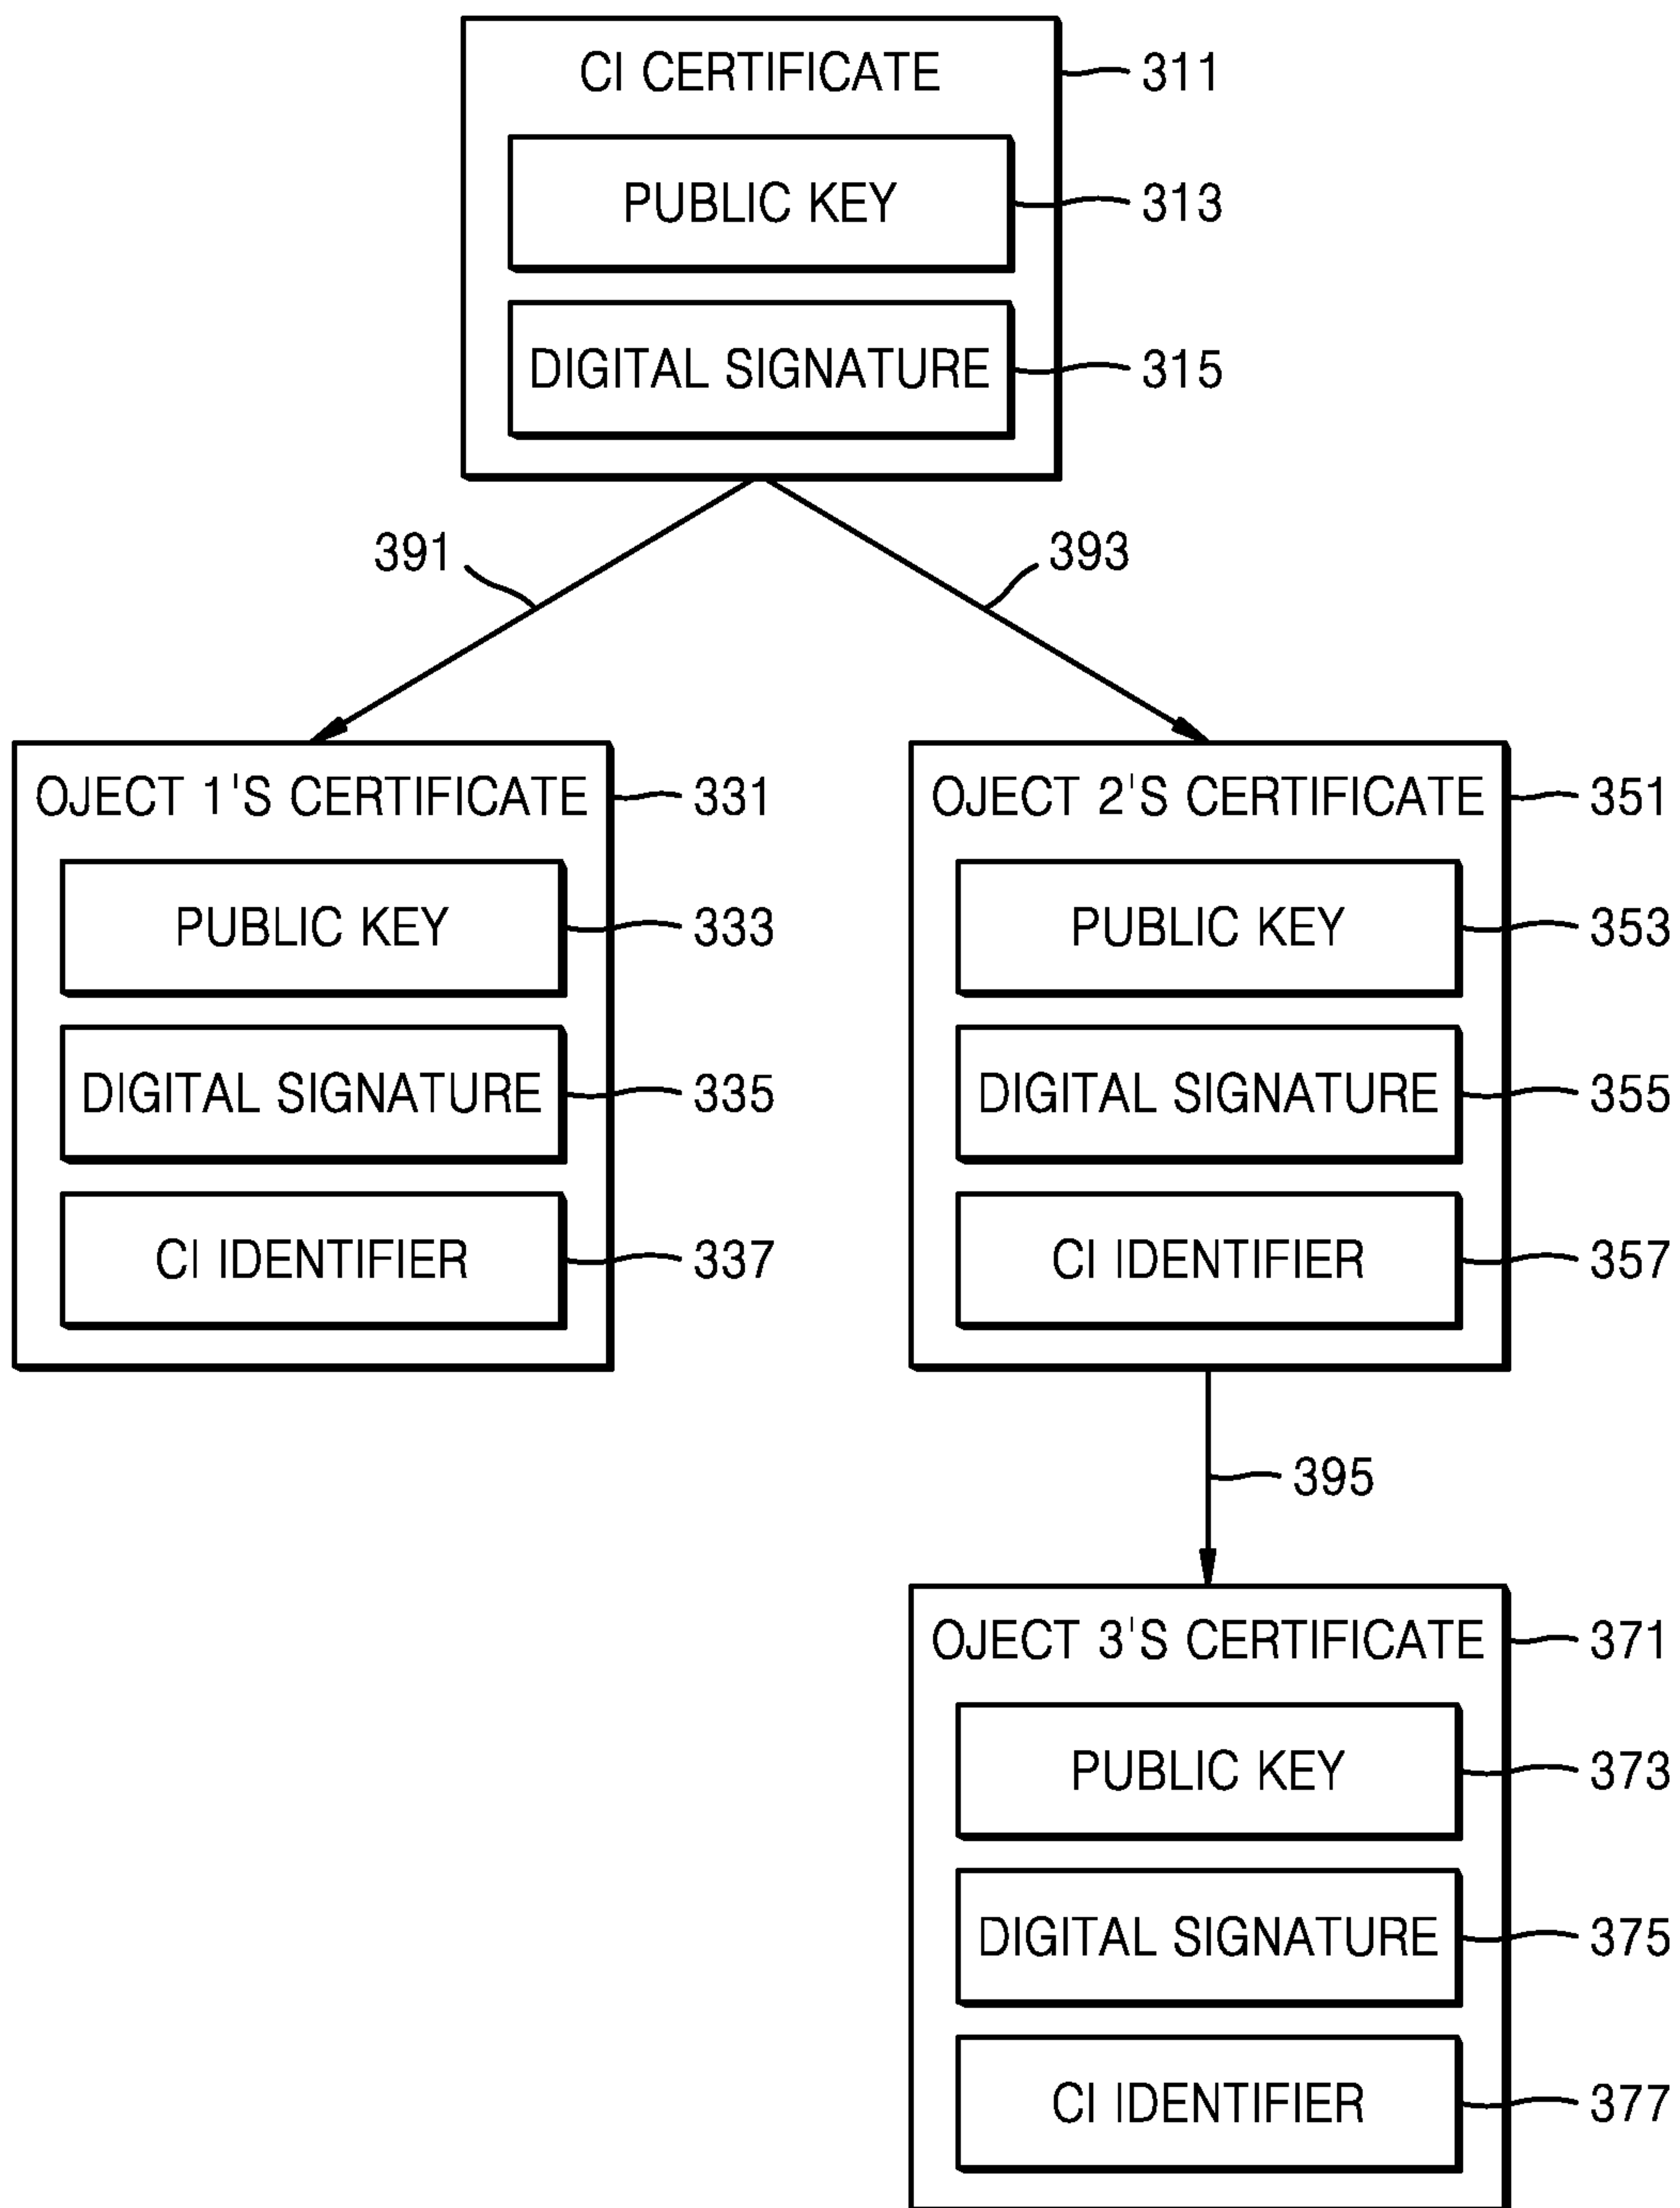 CI CERTIFICATE 311
PUBLIC KEY 313
DIGITAL SIGNATURE 315
391 393
OJECT 1'S CERTIFICATE 331
PUBLIC KEY 333
DIGITAL SIGNATURE 335
CI IDENTIFIER 337
OJECT 2'S CERTIFICATE 351
PUBLIC KEY 353
DIGITAL SIGNATURE 355
CI IDENTIFIER 357
395
OJECT 3'S CERTIFICATE 371
PUBLIC KEY 373
DIGITAL SIGNATURE 375
CI IDENTIFIER 377